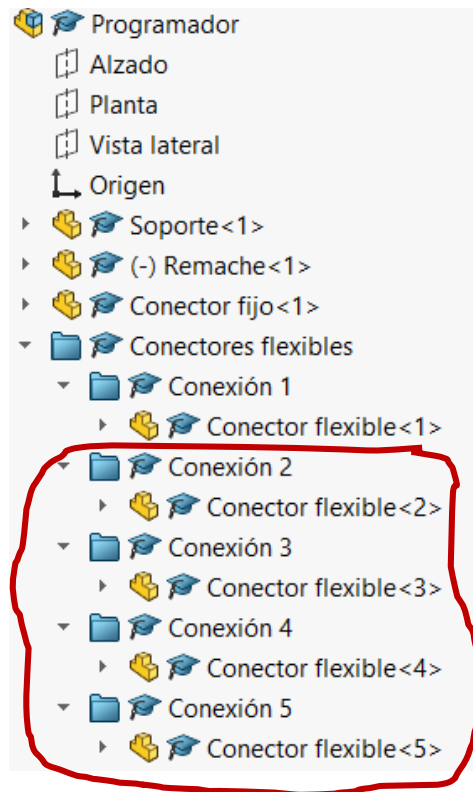 Programador
Alzado
Planta
Vista lateral
Origen
Soporte<1>
(-) Remache<1>
Conector fijo<1>
Conectores flexibles
Conexión 1
Conector flexible<1>
Conexión 2
Conector flexible<2>
Conexión 3
Conector flexible<3>
Conexión 4
Conector flexible<4>
Conexión 5
Conector flexible<5>